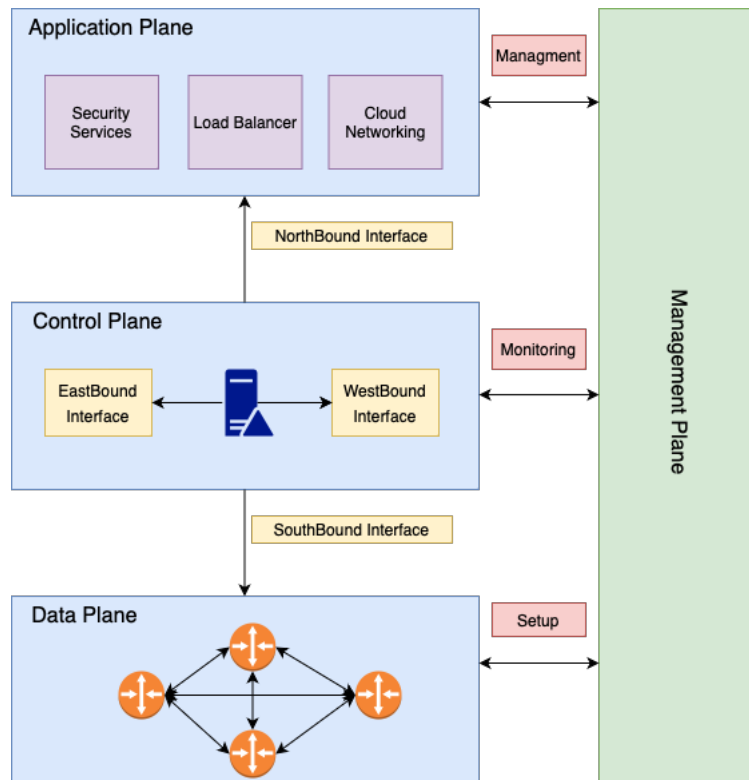 Application Plane
Managment
Security
Services
Load Balancer
Cloud
Networking
NorthBound Interface
Control Plane
Monitoring
EastBound
Interface
WestBound
Interface
Management Plane
SouthBound Interface
Data Plane
Setup